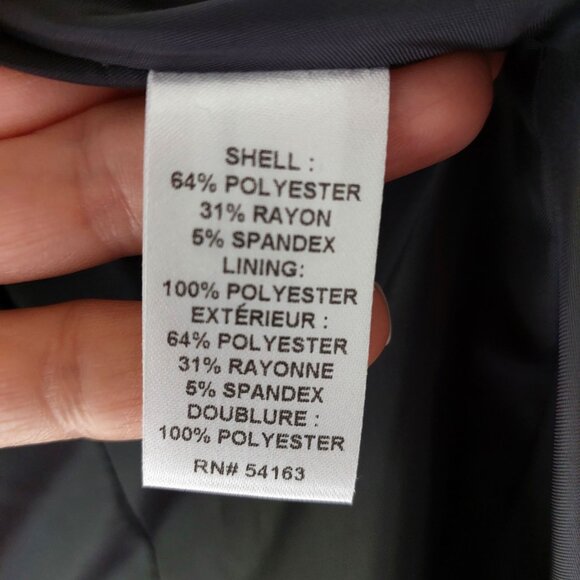 SHELL :
64% POLYESTER
31% RAYON
5% SPANDEX
LINING:
100% POLYESTER
EXTÉRIEUR :
64% POLYESTER
31% RAYONNE
5% SPANDEX
DOUBLURE :
100% POLYESTER
RN# 54163